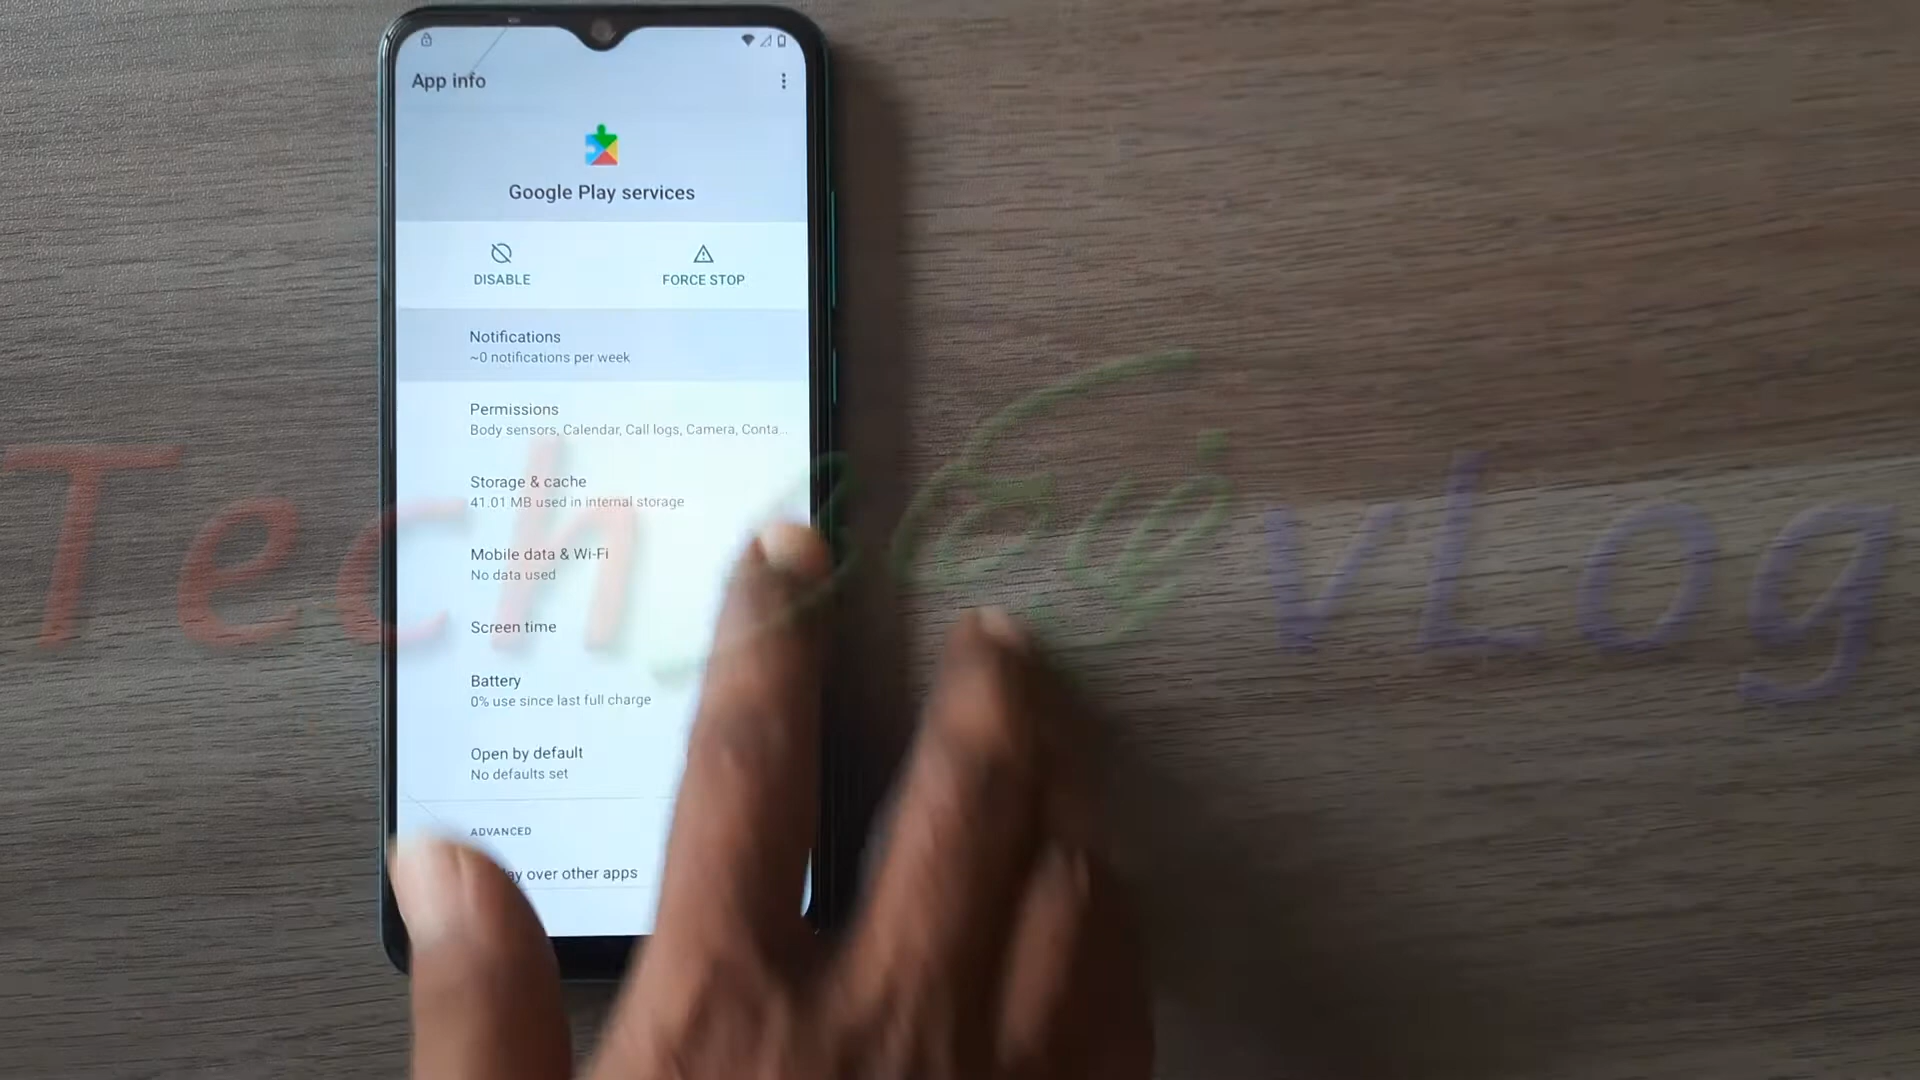 App info
Google Play services
DISABLE
FORCE STOP
Notifications
~0 notifications per week
Permissions
Body sensors, Calendar, Call logs, Camera, Conta...
Storage & cache
41.01 MB used in internal storage
Mobile data & Wi-Fi
No data used
Screen time
Battery
0% use since last full charge
Open by default
No defaults set
ADVANCED
over other apps
Tech
vLog